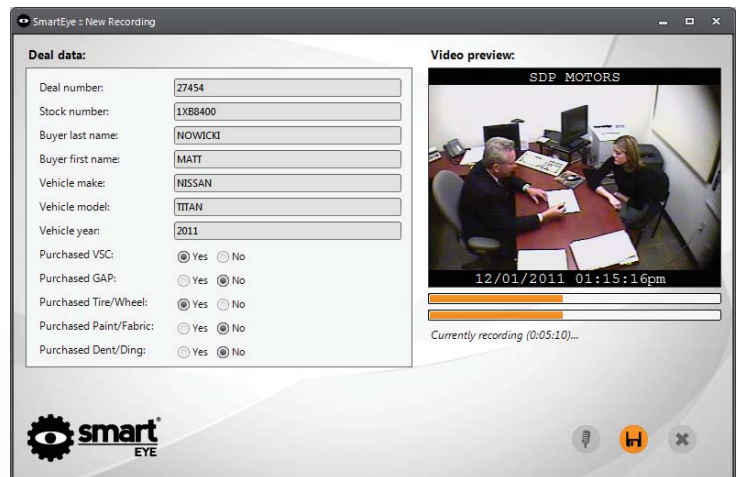 SmartEye :: New Recording
Deal data:
Deal number: 27454
Stock number: 1XB8400
Buyer last name: NOWICKI
Buyer first name: MATT
Vehicle make: NISSAN
Vehicle model: TITAN
Vehicle year: 2011
Purchased VSC: Yes No
Purchased GAP: Yes No
Purchased Tire/Wheel: Yes No
Purchased Paint/Fabric: Yes No
Purchased Dent/Ding: Yes No
Video preview:
SDP MOTORS
12/01/2011 01:15:16pm
Currently recording (0:05:10)...
smart
EYE